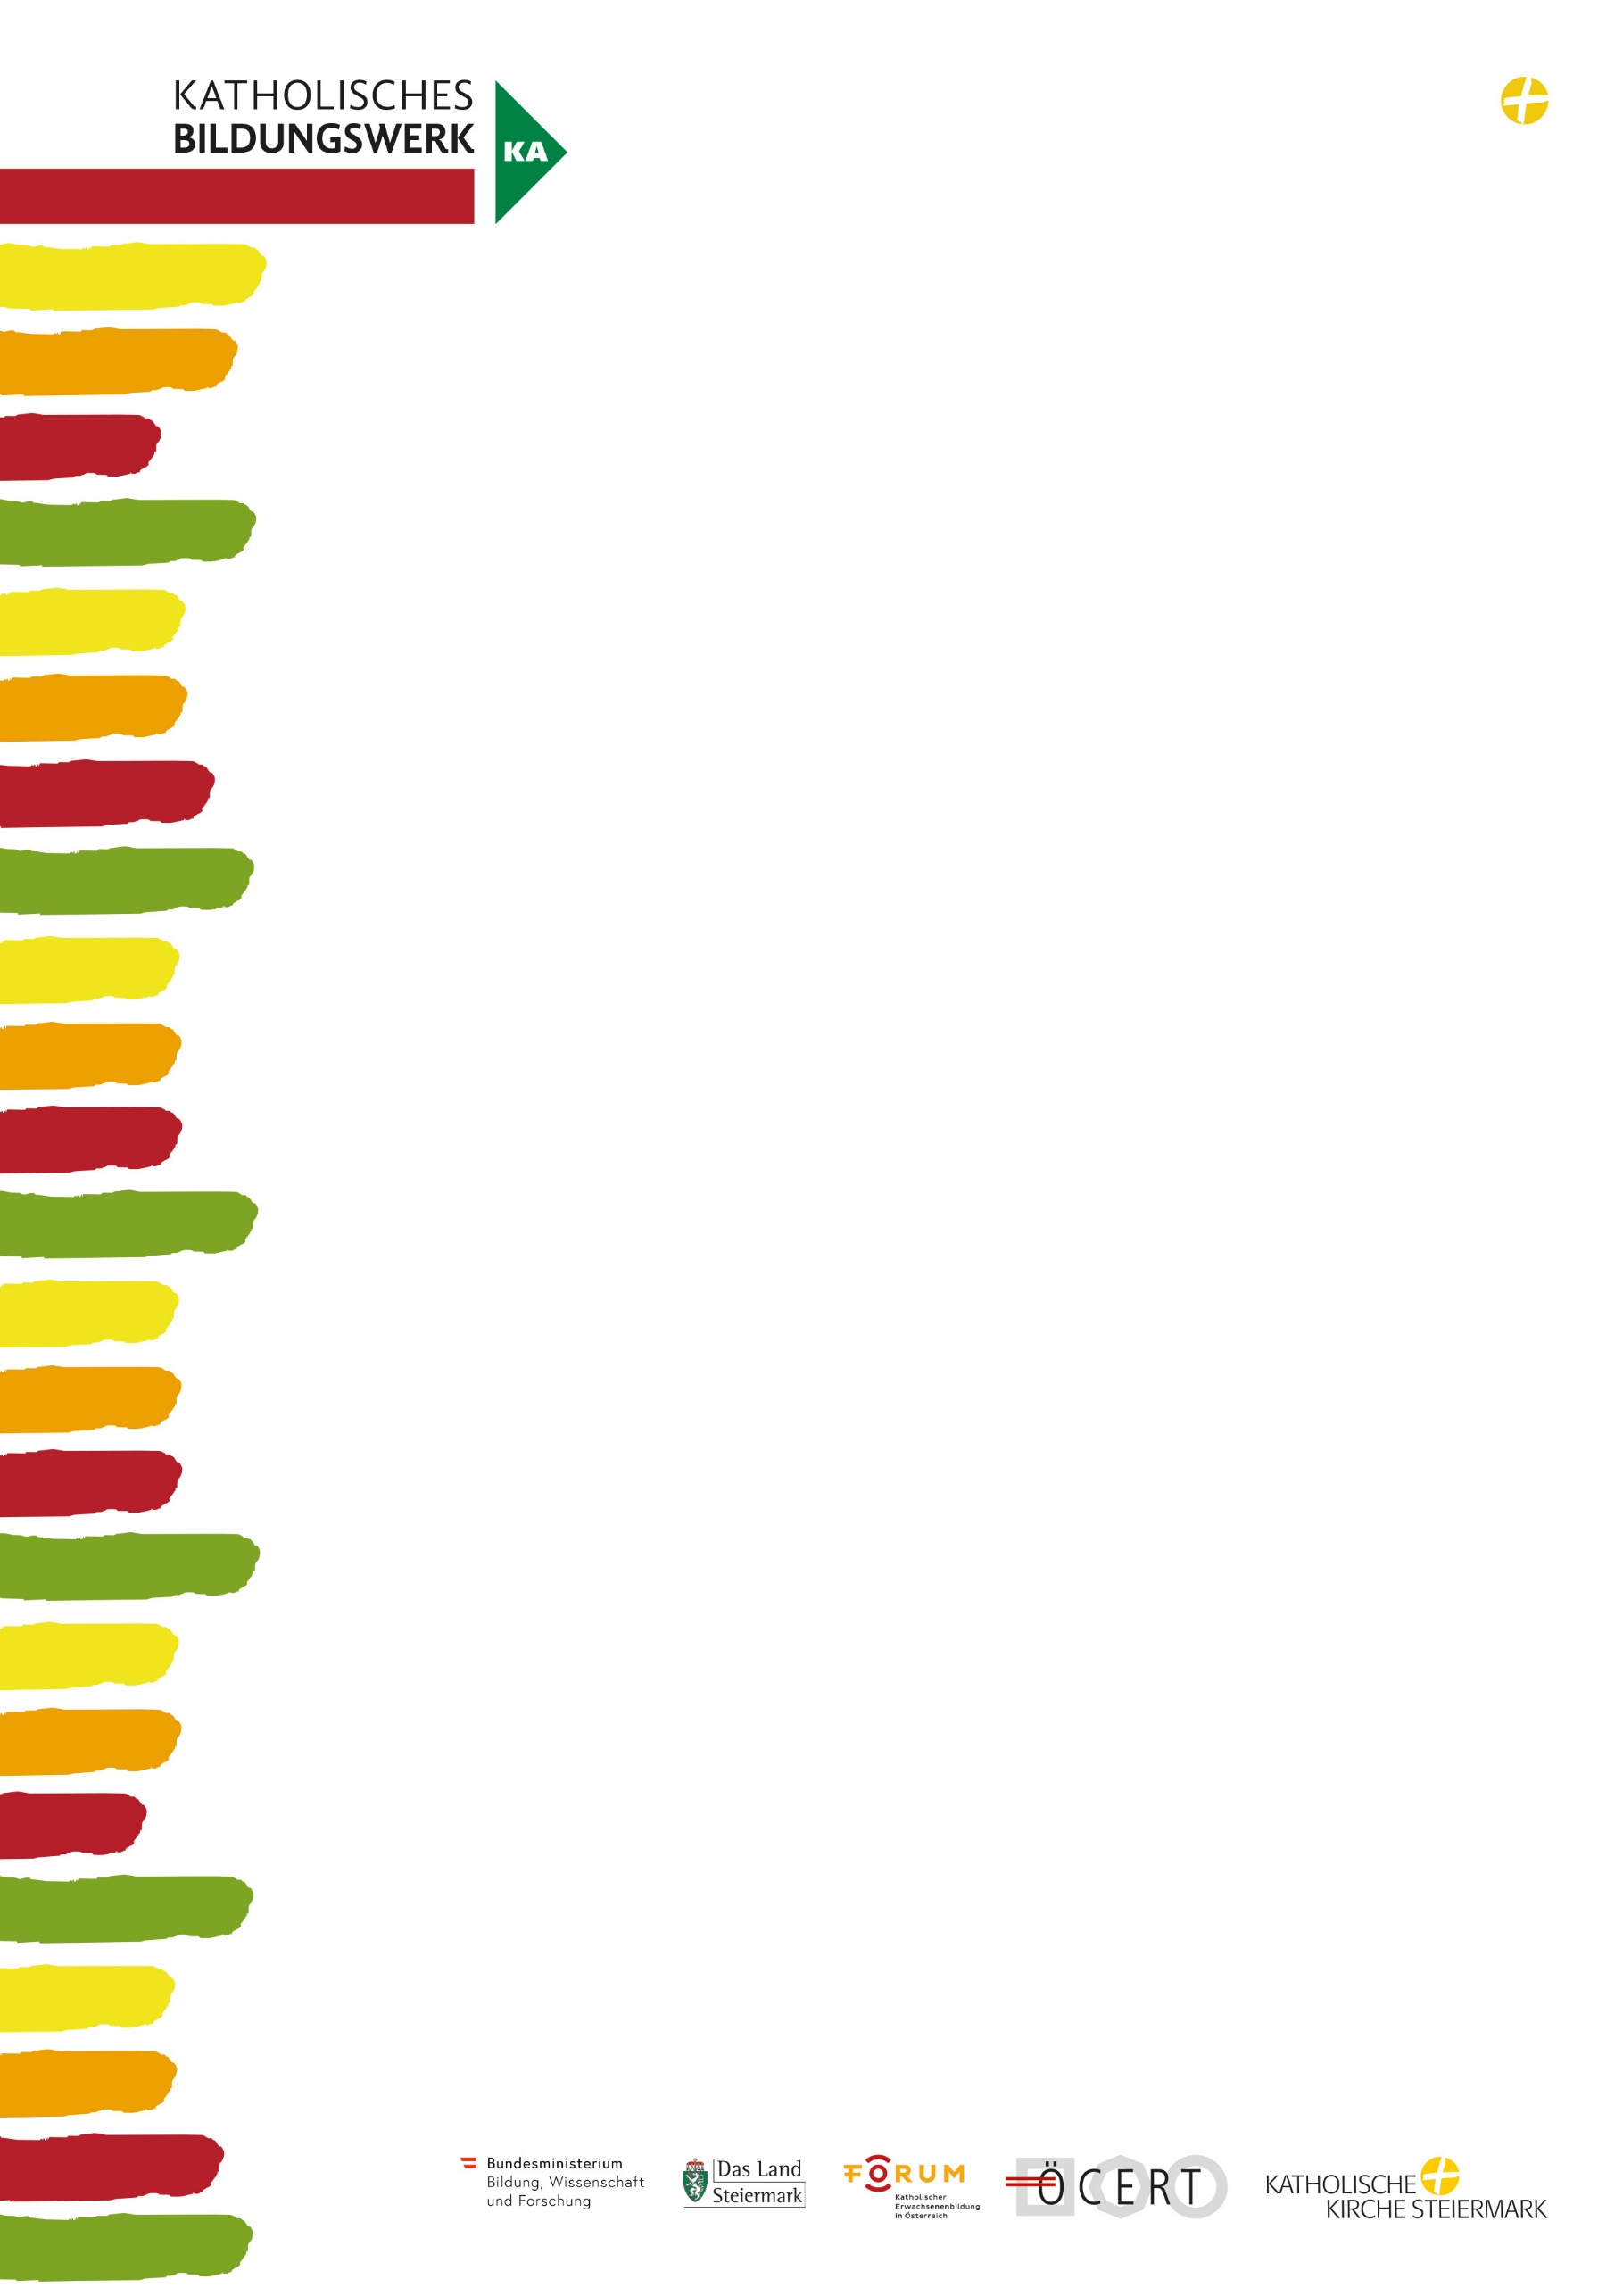 KATHOLISCHES
BILDUNGSWERK
KA
Bundesministerium
Bildung, Wissenschaft
und Forschung
Das Land
Steiermark
FORUM
Katholischer
Erwachsenenbildung
in Österreich
ÖCERT
KATHOLISCHE
KIRCHE STEIERMARK